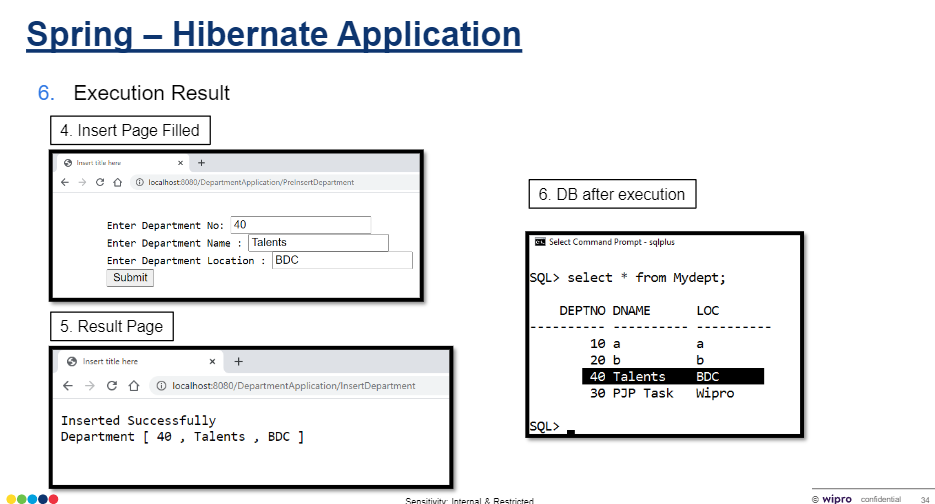 Spring – Hibernate Application
6. Execution Result
4. Insert Page Filled
Insert title here × +
localhost:8080/DepartmentApplication/PreInsertDepartment
Enter Department No: 40
Enter Department Name : Talents
Enter Department Location : BDC
Submit
5. Result Page
Insert title here × +
localhost:8080/DepartmentApplication/InsertDepartment
Inserted Successfully
Department [ 40 , Talents , BDC ]
6. DB after execution
Select Command Prompt - sqlplus
SQL> select * from Mydept;
DEPTNO DNAME LOC
---------- ---------- ----------
10 a a
20 b b
40 Talents BDC
30 PJP Task Wipro
SQL>
Sensitivity: Internal & Restricted
© wipro confidential 34